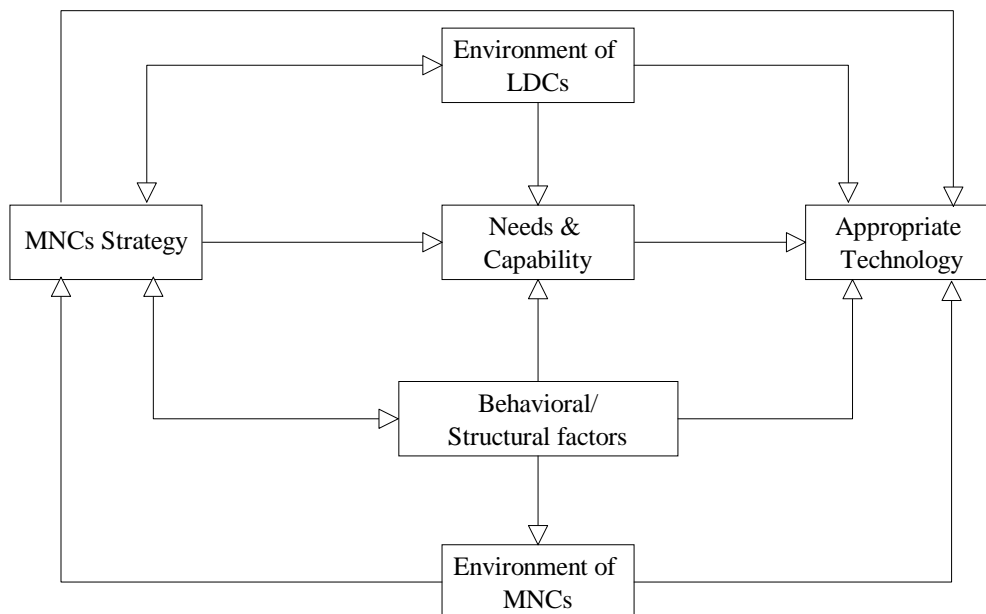 Environment of
LDCs
MNCs Strategy
Needs &
Capability
Appropriate
Technology
Behavioral/
Structural factors
Environment of
MNCs